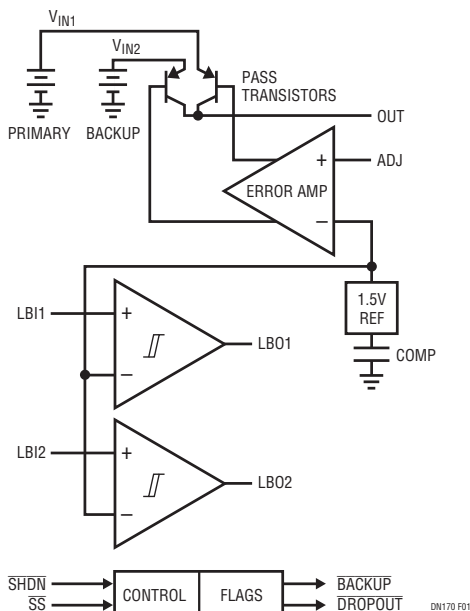 VIN1
VIN2
PRIMARY
BACKUP
PASS
TRANSISTORS
OUT
ADJ
+
ERROR AMP
−
1.5V
REF
COMP
LBI1
+
−
LBO1
LBI2
+
−
LBO2
SHDN
SS
CONTROL
FLAGS
BACKUP
DROPOUT
DN170 F01